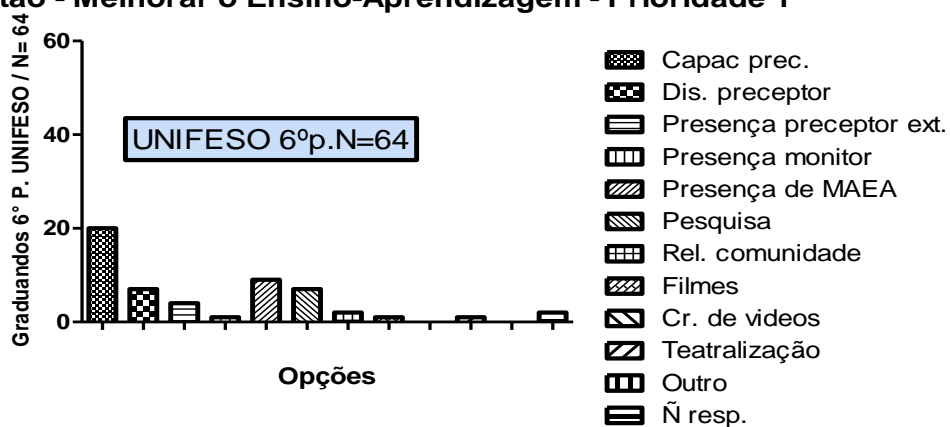 tão - Melhorar o Ensino-Aprendizagem - Prioridade 1
Graduandos 6° P. UNIFESO / N= 64
60
40
20
0
UNIFESO 6ºp.N=64
Opções
Capac prec.
Dis. preceptor
Presença preceptor ext.
Presença monitor
Presença de MAEA
Pesquisa
Rel. comunidade
Filmes
Cr. de videos
Teatralização
Outro
Ñ resp.